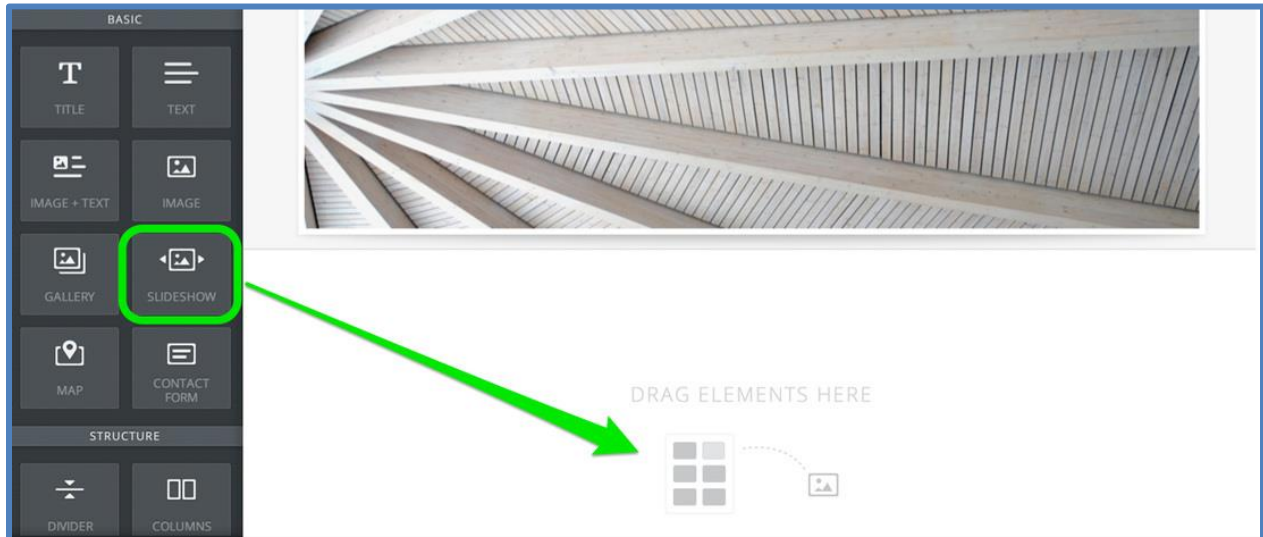 BASIC
TITLE
TEXT
IMAGE + TEXT
IMAGE
GALLERY
SLIDESHOW
MAP
CONTACT
FORM
STRUCTURE
DIVIDER
COLUMNS
DRAG ELEMENTS HERE